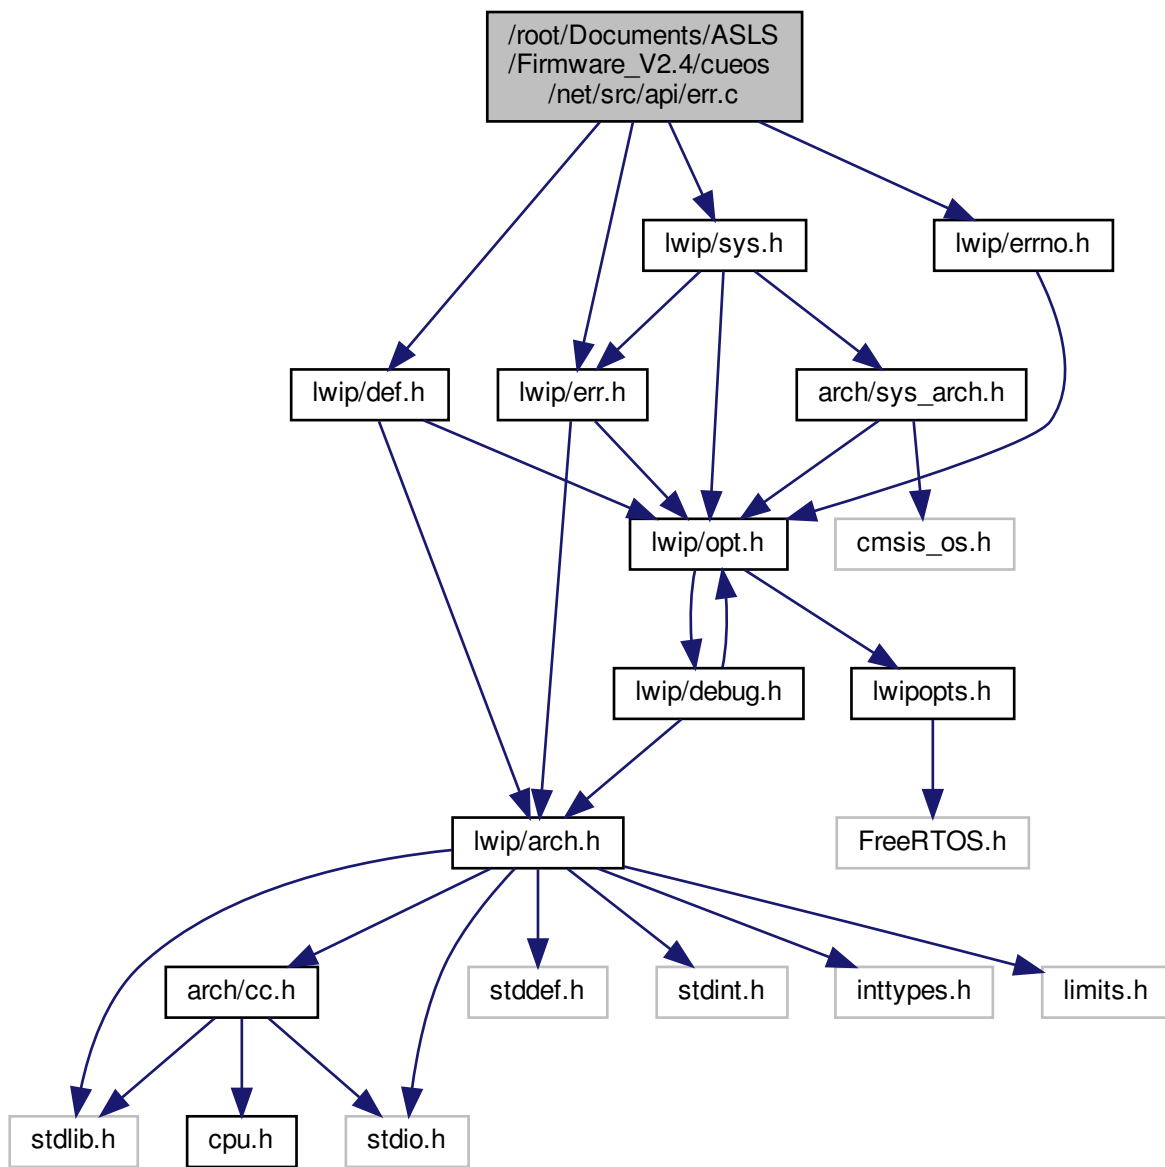 /root/Documents/ASLS
/Firmware_V2.4/cueos
/net/src/api/err.c
lwip/sys.h
lwip/errno.h
lwip/def.h
lwip/err.h
arch/sys_arch.h
lwip/opt.h
cmsis_os.h
lwip/debug.h
lwipopts.h
lwip/arch.h
FreeRTOS.h
arch/cc.h
stddef.h
stdint.h
inttypes.h
limits.h
stdlib.h
cpu.h
stdio.h